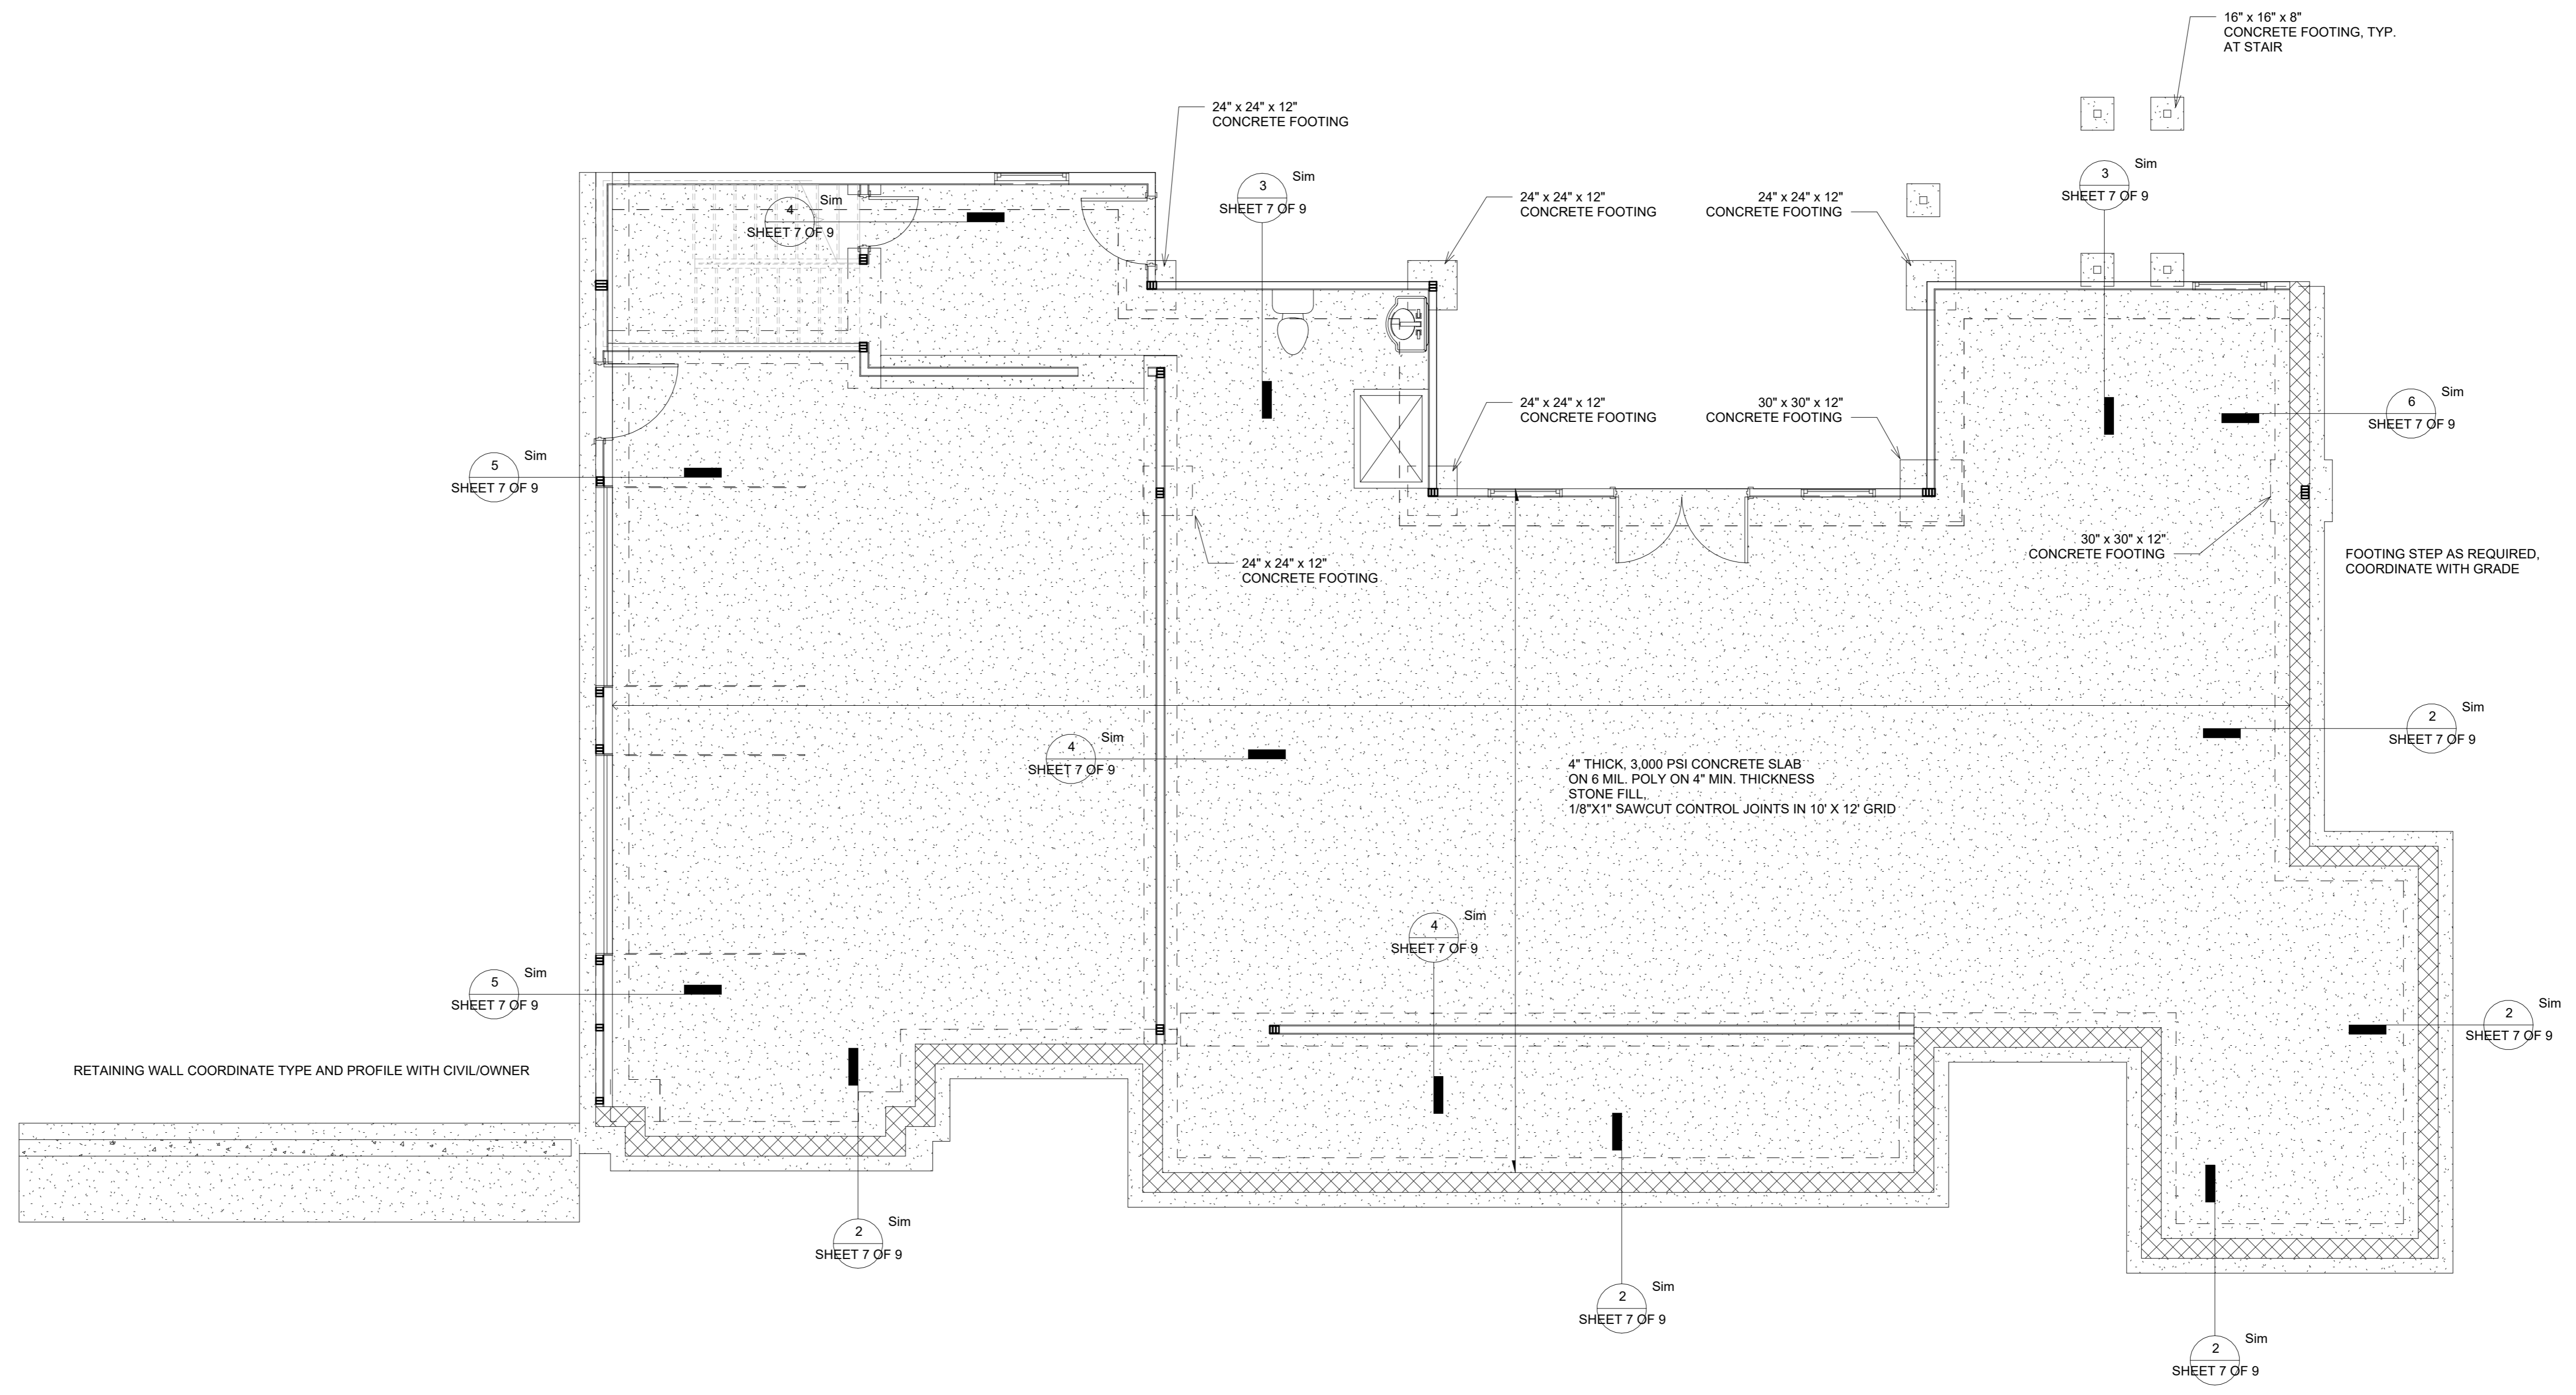 16" x 16" x 8"
CONCRETE FOOTING, TYP.
AT STAIR
24" x 24" x 12"
CONCRETE FOOTING
3
Sim
SHEET 7 OF 9
3
Sim
SHEET 7 OF 9
4
Sim
SHEET 7 OF 9
24" x 24" x 12"
CONCRETE FOOTING
24" x 24" x 12"
CONCRETE FOOTING
24" x 24" x 12"
CONCRETE FOOTING
30" x 30" x 12"
CONCRETE FOOTING
6
Sim
SHEET 7 OF 9
5
Sim
SHEET 7 OF 9
30" x 30" x 12"
CONCRETE FOOTING
FOOTING STEP AS REQUIRED,
COORDINATE WITH GRADE
24" x 24" x 12"
CONCRETE FOOTING
2
Sim
SHEET 7 OF 9
4
Sim
SHEET 7 OF 9
4" THICK, 3,000 PSI CONCRETE SLAB
ON 6 MIL. POLY ON 4" MIN. THICKNESS
STONE FILL,
1/8"X1" SAWCUT CONTROL JOINTS IN 10' X 12' GRID
4
Sim
SHEET 7 OF 9
5
Sim
SHEET 7 OF 9
2
Sim
SHEET 7 OF 9
RETAINING WALL COORDINATE TYPE AND PROFILE WITH CIVIL/OWNER
2
Sim
SHEET 7 OF 9
2
Sim
SHEET 7 OF 9
2
Sim
SHEET 7 OF 9